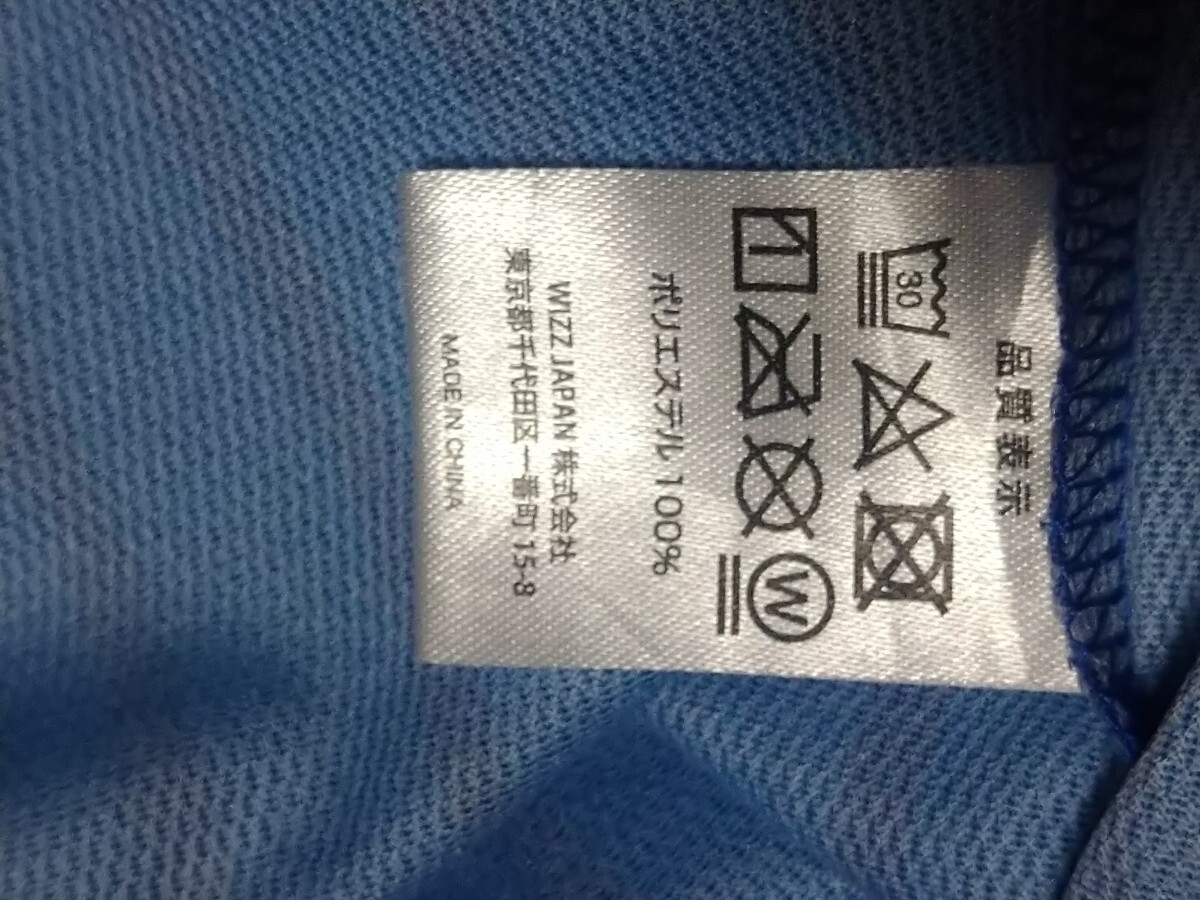 品質表示
30
W
ポリエステル 100%
WIZZ JAPAN 株式会社
東京都千代田区一番町 15-8
MADE IN CHINA